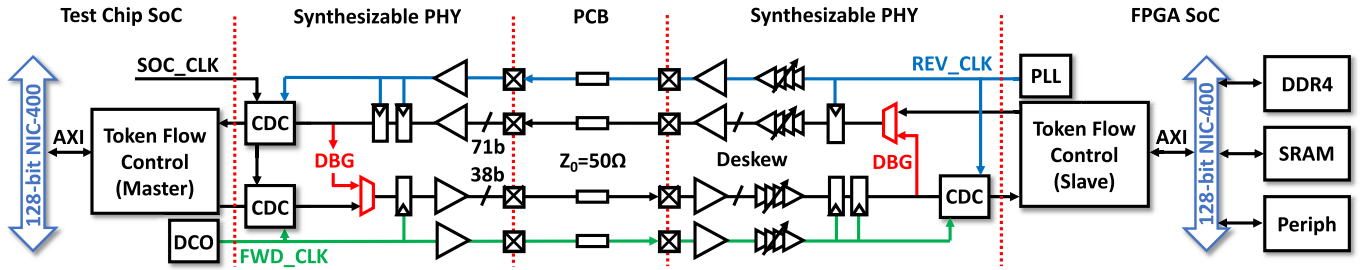 Test Chip SoC
Synthesizable PHY
PCB
Synthesizable PHY
FPGA SoC
SOC_CLK
REV_CLK
PLL
128-bit NIC-400
AXI
Token Flow
Control
(Master)
CDC
CDC
DBG
71b
38b
Z0=50Ω
Deskew
DBG
CDC
Token Flow
Control
(Slave)
AXI
128-bit NIC-400
DDR4
SRAM
Periph
DCO
FWD_CLK